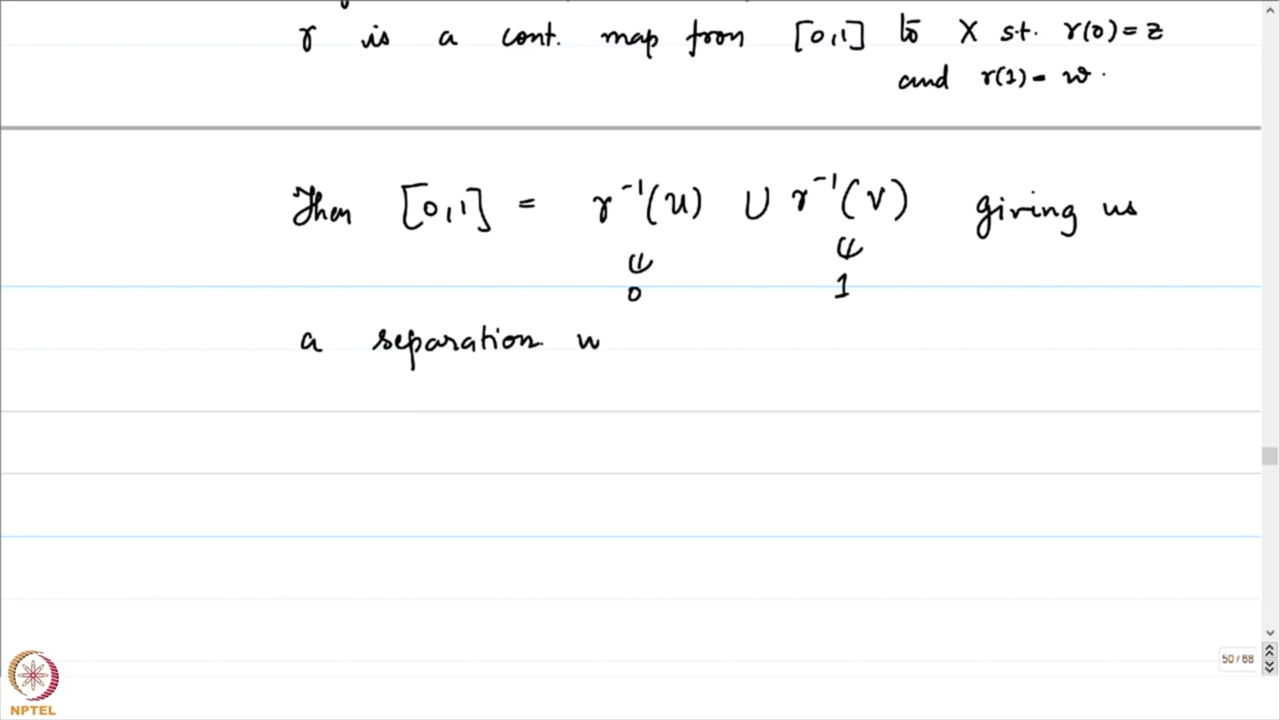 γ is a cont. map from [0,1] to X s.t. γ(0) = z
and γ(1) = w.
Then [0,1] = γ⁻¹(U) ∪ γ⁻¹(V) giving us
0 1
a separation w
50 / 68
NPTEL